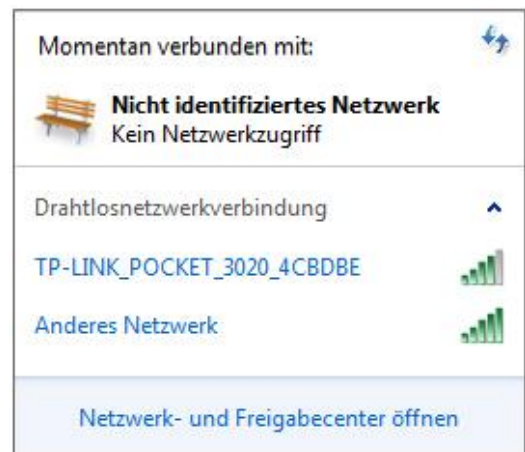 Momentan verbunden mit:
Nicht identifiziertes Netzwerk
Kein Netzwerkzugriff
Drahtlosnetzwerkverbindung
TP-LINK_POCKET_3020_4CBDBE
Anderes Netzwerk
Netzwerk- und Freigabecenter öffnen